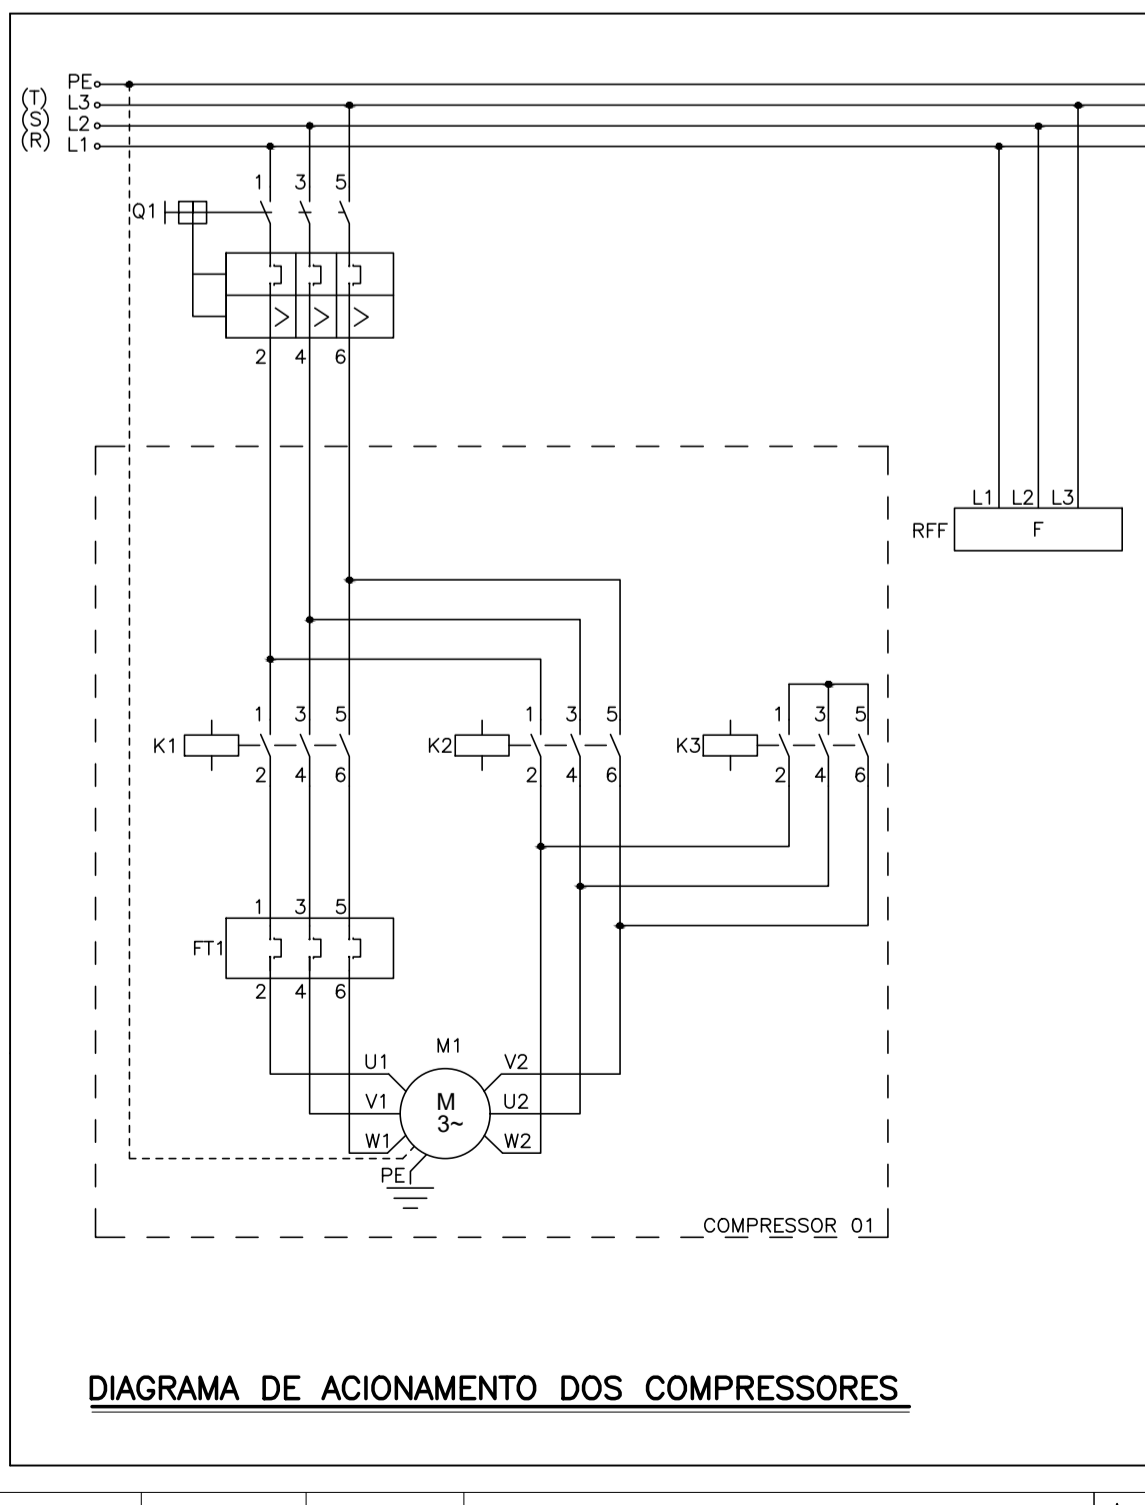 PE
(T) L3
(S) L2
(R) L1
1 3 5
Q1
> > >
2 4 6
L1 L2 L3
RFF F
1 3 5 1 3 5 1 3 5
K1 K2 K3
2 4 6 2 4 6 2 4 6
1 3 5
FT1
2 4 6
M1
U1 V2
V1 M U2
3~
W1 W2
PE
COMPRESSOR 01
DIAGRAMA DE ACIONAMENTO DOS COMPRESSORES